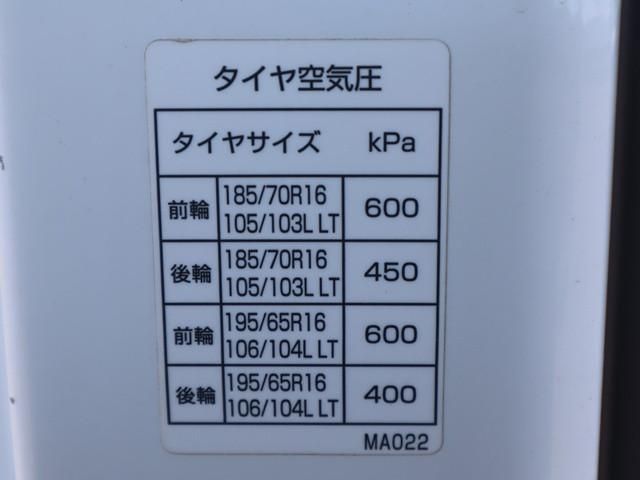 タイヤ空気圧
タイヤサイズ kPa
前輪 185/70R16 105/103L LT 600
後輪 185/70R16 105/103L LT 450
前輪 195/65R16 106/104L LT 600
後輪 195/65R16 106/104L LT 400
MA022